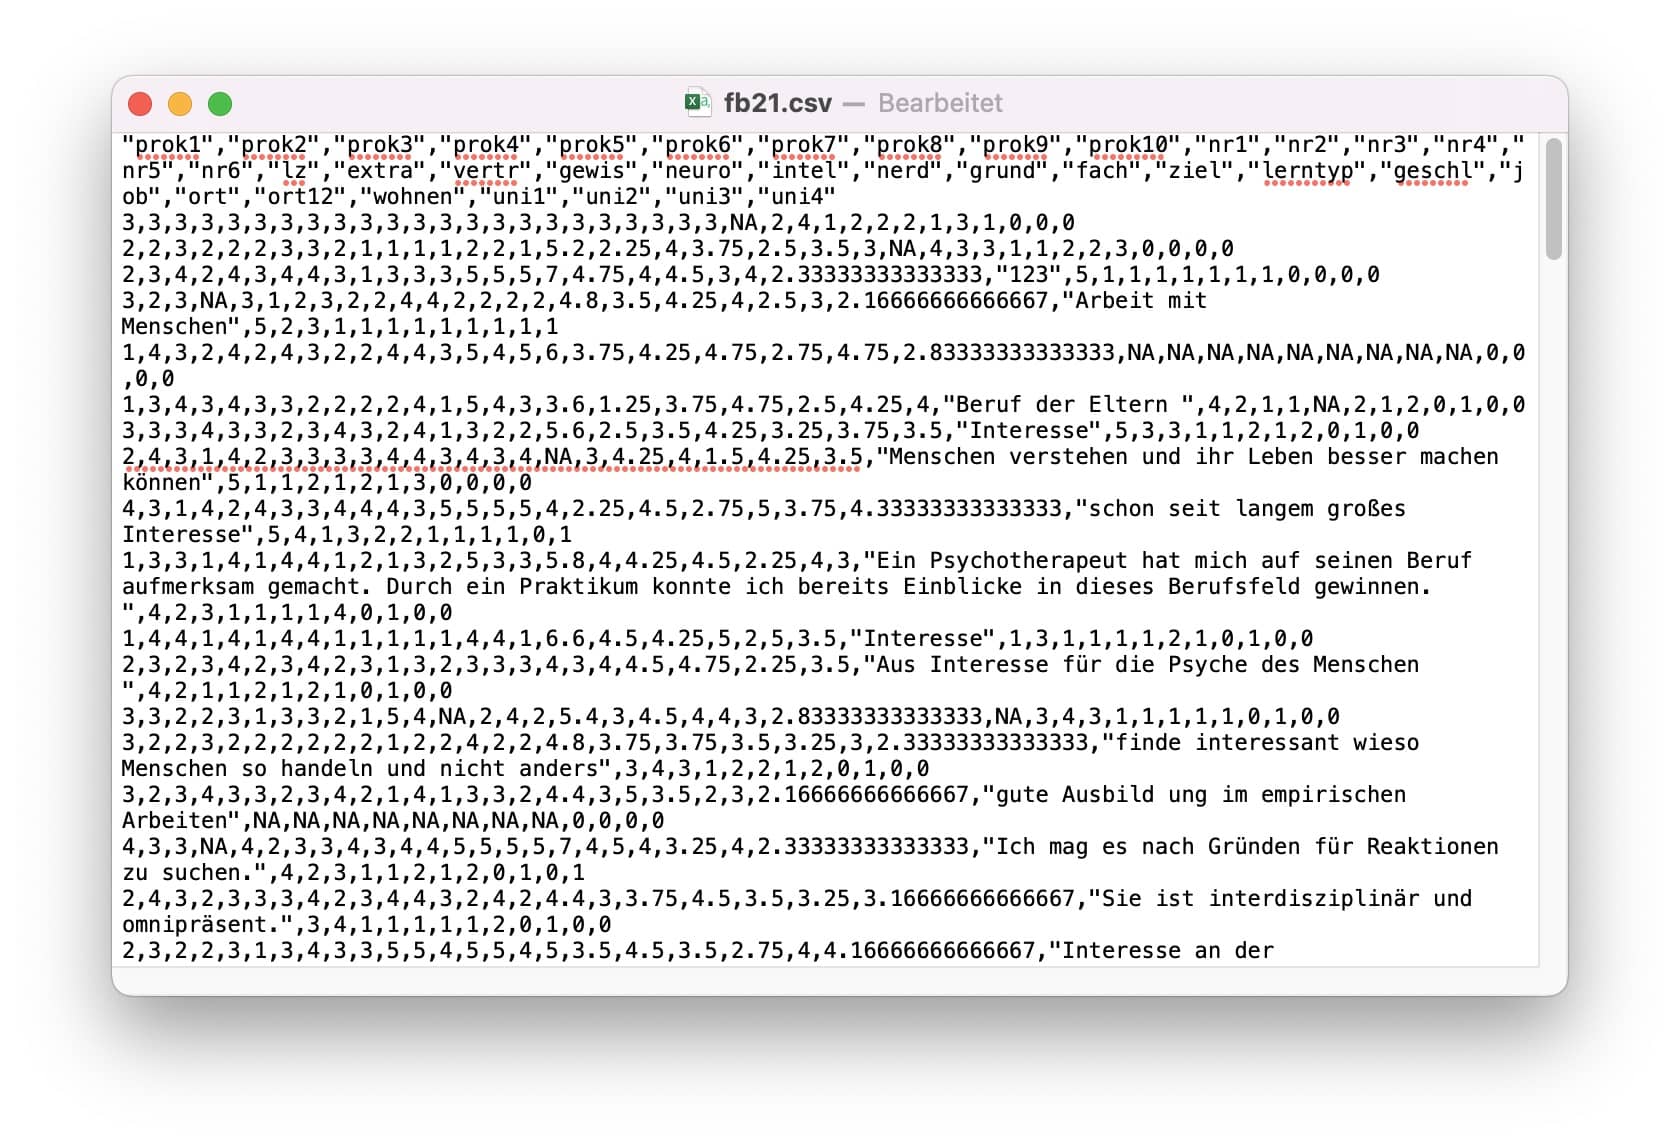 fb21.csv — Bearbeitet
"prok1","prok2","prok3","prok4","prok5","prok6","prok7","prok8","prok9","prok10","nr1","nr2","nr3","nr4","
nr5","nr6","lz","extra","vertr","gewis","neuro","intel","nerd","grund","fach","ziel","lerntyp","geschl","j
ob","ort","ort12","wohnen","uni1","uni2","uni3","uni4"
3,3,3,3,3,3,3,3,3,3,3,3,3,3,3,3,3,3,3,3,3,3,3,NA,2,4,1,2,2,2,1,3,1,0,0,0
2,2,3,2,2,2,3,3,2,1,1,1,1,2,2,1,5.2,2.25,4,3.75,2.5,3.5,3,NA,4,3,3,1,1,2,2,3,0,0,0,0
2,3,4,2,4,3,4,4,3,1,3,3,3,5,5,5,7,4.75,4,4.5,3,4,2.33333333333333,"123",5,1,1,1,1,1,1,1,0,0,0,0
3,2,3,NA,3,1,2,3,2,2,4,4,2,2,2,2,4.8,3.5,4.25,4,2.5,3,2.16666666666667,"Arbeit mit
Menschen",5,2,3,1,1,1,1,1,1,1,1,1
1,4,3,2,4,2,4,3,2,2,4,4,3,5,4,5,6,3.75,4.25,4.75,2.75,4.75,2.83333333333333,NA,NA,NA,NA,NA,NA,NA,NA,NA,0,0
,0,0
1,3,4,3,4,3,3,2,2,2,2,4,1,5,4,3,3.6,1.25,3.75,4.75,2.5,4.25,4,"Beruf der Eltern ",4,2,1,1,NA,2,1,2,0,1,0,0
3,3,3,4,3,3,2,3,4,3,2,4,1,3,2,2,5.6,2.5,3.5,4.25,3.25,3.75,3.5,"Interesse",5,3,3,1,1,2,1,2,0,1,0,0
2,4,3,1,4,2,3,3,3,3,4,4,3,4,3,4,NA,3,4.25,4,1.5,4.25,3.5,"Menschen verstehen und ihr Leben besser machen
können",5,1,1,2,1,2,1,3,0,0,0,0
4,3,1,4,2,4,3,3,4,4,4,3,5,5,5,5,4,2.25,4.5,2.75,5,3.75,4.33333333333333,"schon seit langem großes
Interesse",5,4,1,3,2,2,1,1,1,1,0,1
1,3,3,1,4,1,4,4,1,2,1,3,2,5,3,3,5.8,4,4.25,4.5,2.25,4,3,"Ein Psychotherapeut hat mich auf seinen Beruf
aufmerksam gemacht. Durch ein Praktikum konnte ich bereits Einblicke in dieses Berufsfeld gewinnen.
",4,2,3,1,1,1,1,4,0,1,0,0
1,4,4,1,4,1,4,4,1,1,1,1,1,4,4,1,6.6,4.5,4.25,5,2,5,3.5,"Interesse",1,3,1,1,1,1,2,1,0,1,0,0
2,3,2,3,4,2,3,4,2,3,1,3,2,3,3,3,4,3,4,4.5,4.75,2.25,3.5,"Aus Interesse für die Psyche des Menschen
",4,2,1,1,2,1,2,1,0,1,0,0
3,3,2,2,3,1,3,3,2,1,5,4,NA,2,4,2,5.4,3,4.5,4,4,3,2.83333333333333,NA,3,4,3,1,1,1,1,1,0,1,0,0
3,2,2,3,2,2,2,2,2,2,1,2,2,4,2,2,4.8,3.75,3.75,3.5,3.25,3,2.33333333333333,"finde interessant wieso
Menschen so handeln und nicht anders",3,4,3,1,2,2,1,2,0,1,0,0
3,2,3,4,3,3,2,3,4,2,1,4,1,3,3,2,4.4,3,5,3.5,2,3,2.16666666666667,"gute Ausbild ung im empirischen
Arbeiten",NA,NA,NA,NA,NA,NA,NA,NA,0,0,0,0
4,3,3,NA,4,2,3,3,4,3,4,4,5,5,5,5,7,4,5,4,3.25,4,2.33333333333333,"Ich mag es nach Gründen für Reaktionen
zu suchen.",4,2,3,1,1,2,1,2,0,1,0,1
2,4,3,2,3,3,3,4,2,3,4,4,3,2,4,2,4.4,3,3.75,4.5,3.5,3.25,3.16666666666667,"Sie ist interdisziplinär und
omnipräsent.",3,4,1,1,1,1,1,2,0,1,0,0
2,3,2,2,3,1,3,4,3,3,5,5,4,5,5,4,5,3.5,4.5,3.5,2.75,4,4.16666666666667,"Interesse an der